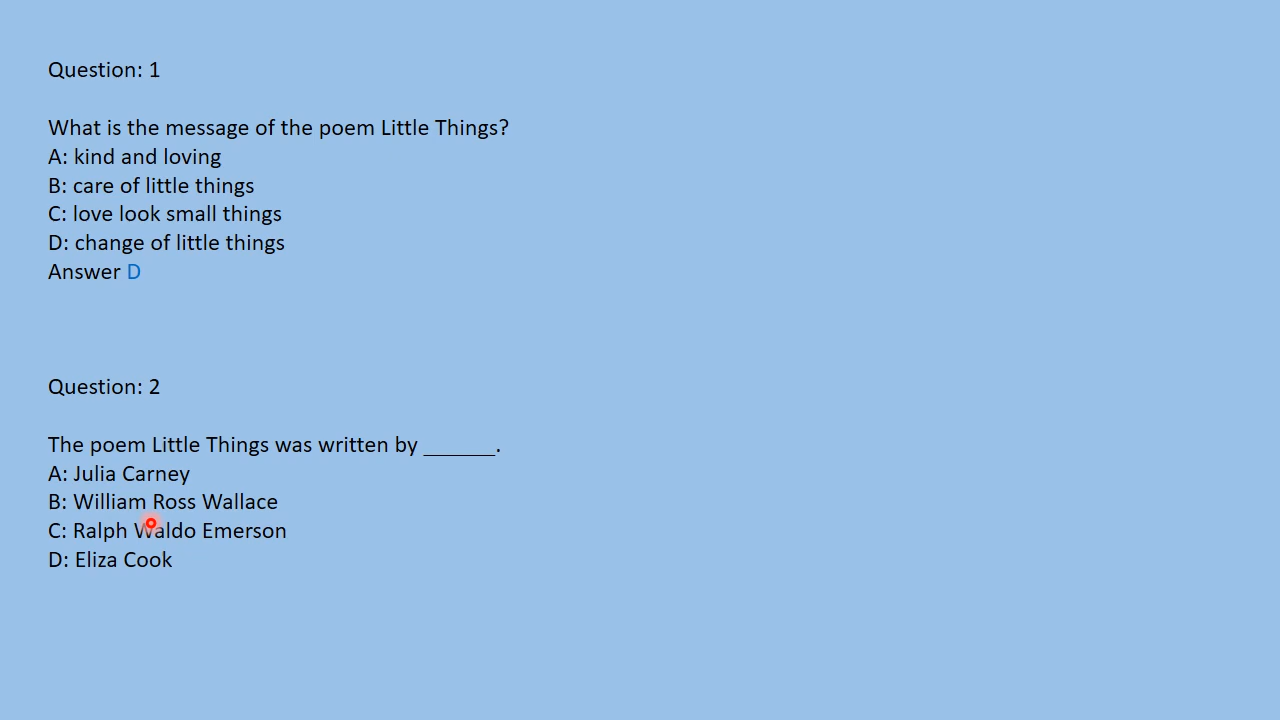 Question: 1
What is the message of the poem Little Things?
A: kind and loving
B: care of little things
C: love look small things
D: change of little things
Answer D
Question: 2
The poem Little Things was written by ______.
A: Julia Carney
B: William Ross Wallace
C: Ralph Waldo Emerson
D: Eliza Cook